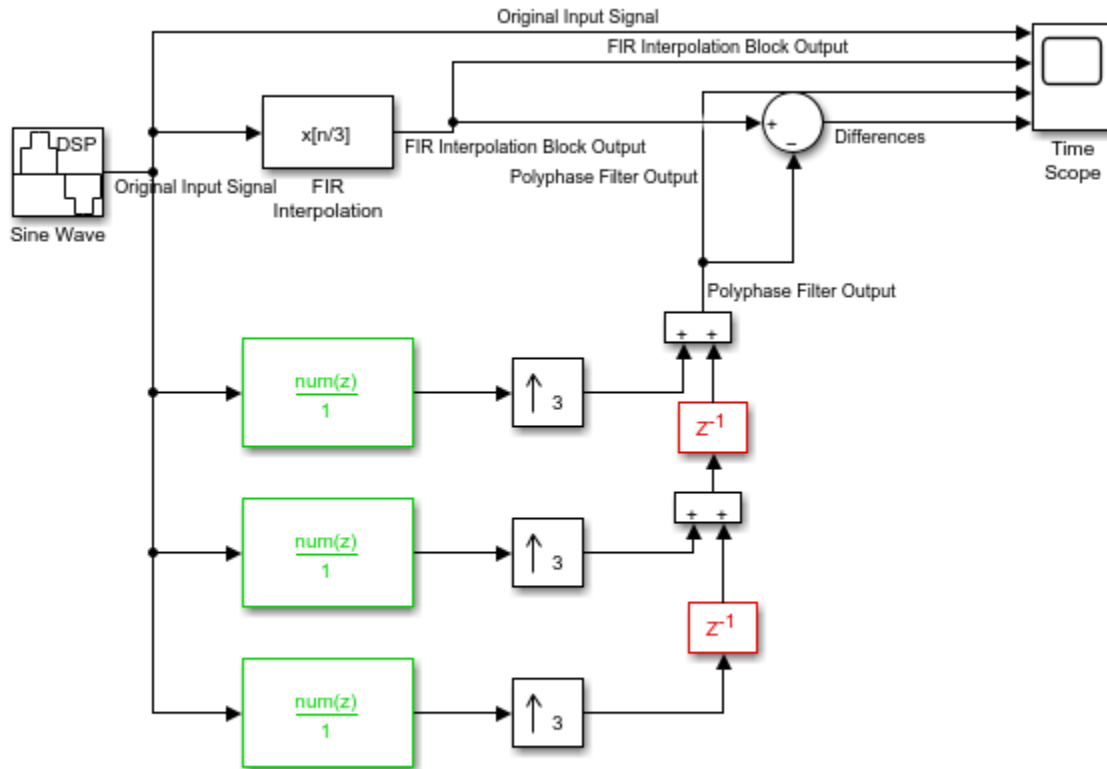 Original Input Signal
FIR Interpolation Block Output
DSP
x[n/3]
+
−
Differences
FIR Interpolation Block Output
Time
Scope
Original Input Signal
FIR
Interpolation
Polyphase Filter Output
Sine Wave
Polyphase Filter Output
+ +
num(z)
1
3
Z-1
+ +
num(z)
1
3
Z-1
num(z)
1
3